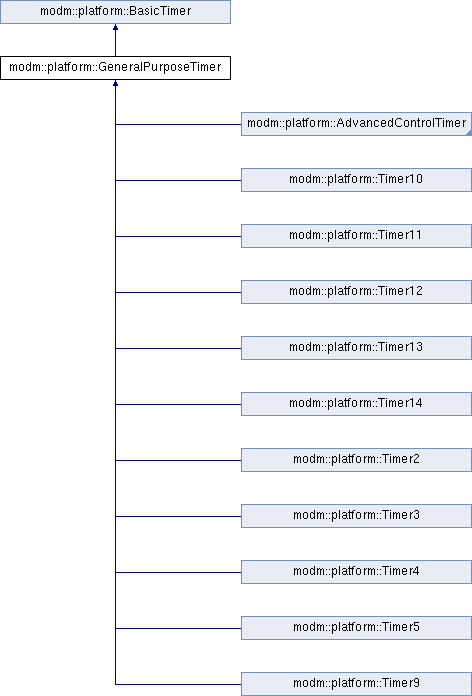 modm::platform::BasicTimer
modm::platform::GeneralPurposeTimer
modm::platform::AdvancedControlTimer
modm::platform::Timer10
modm::platform::Timer11
modm::platform::Timer12
modm::platform::Timer13
modm::platform::Timer14
modm::platform::Timer2
modm::platform::Timer3
modm::platform::Timer4
modm::platform::Timer5
modm::platform::Timer9